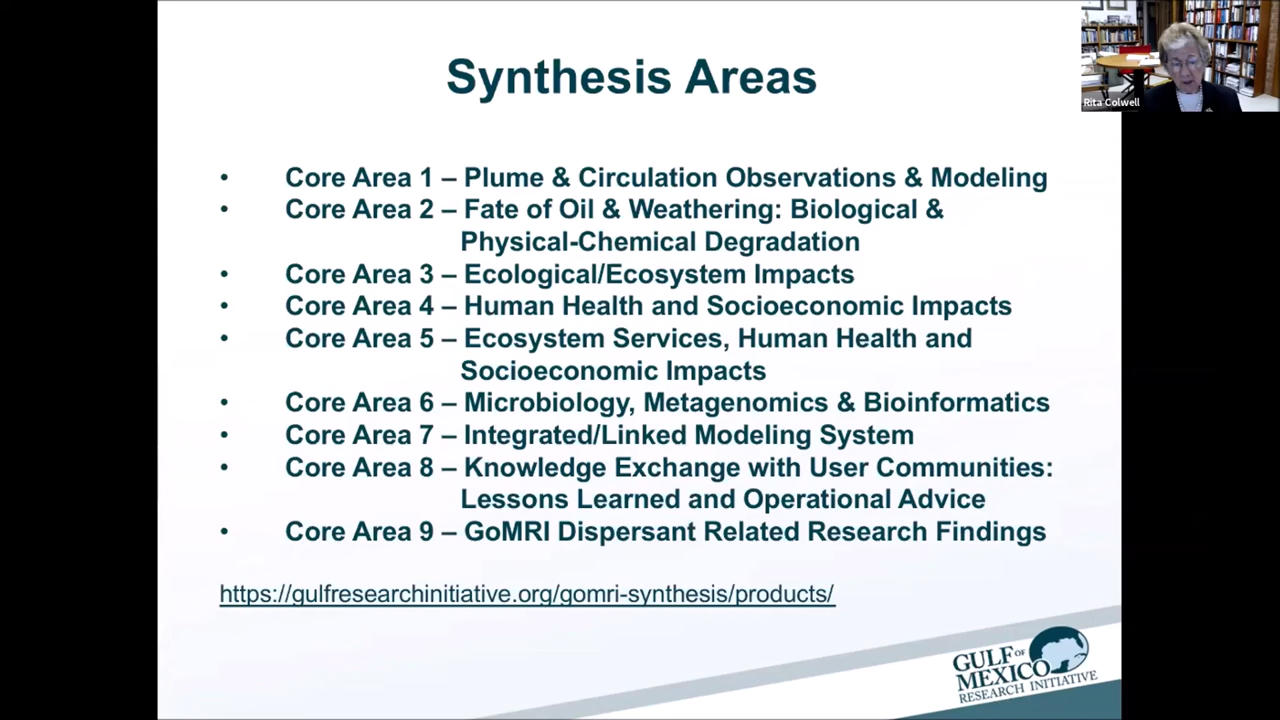 Synthesis Areas
Rita Colwell
• Core Area 1 – Plume & Circulation Observations & Modeling
• Core Area 2 – Fate of Oil & Weathering: Biological &
Physical-Chemical Degradation
• Core Area 3 – Ecological/Ecosystem Impacts
• Core Area 4 – Human Health and Socioeconomic Impacts
• Core Area 5 – Ecosystem Services, Human Health and
Socioeconomic Impacts
• Core Area 6 – Microbiology, Metagenomics & Bioinformatics
• Core Area 7 – Integrated/Linked Modeling System
• Core Area 8 – Knowledge Exchange with User Communities:
Lessons Learned and Operational Advice
• Core Area 9 – GoMRI Dispersant Related Research Findings
https://gulfresearchinitiative.org/gomri-synthesis/products/
GULF OF
MEXICO
RESEARCH INITIATIVE